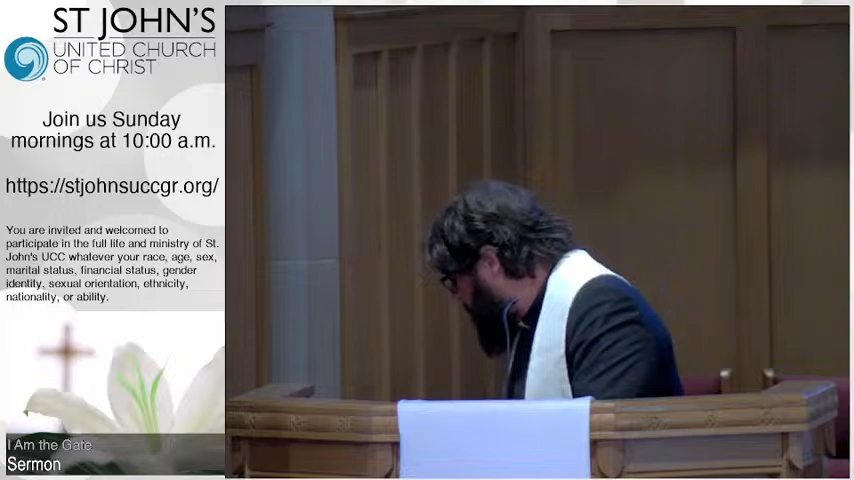 ST JOHN'S
UNITED CHURCH
OF CHRIST
Join us Sunday
mornings at 10:00 a.m.
https://stjohnsuccgr.org/
You are invited and welcomed to
participate in the full life and ministry of St.
John's UCC whatever your race, age, sex,
marital status, financial status, gender
identity, sexual orientation, ethnicity,
nationality, or ability.
I Am the Gate
Sermon